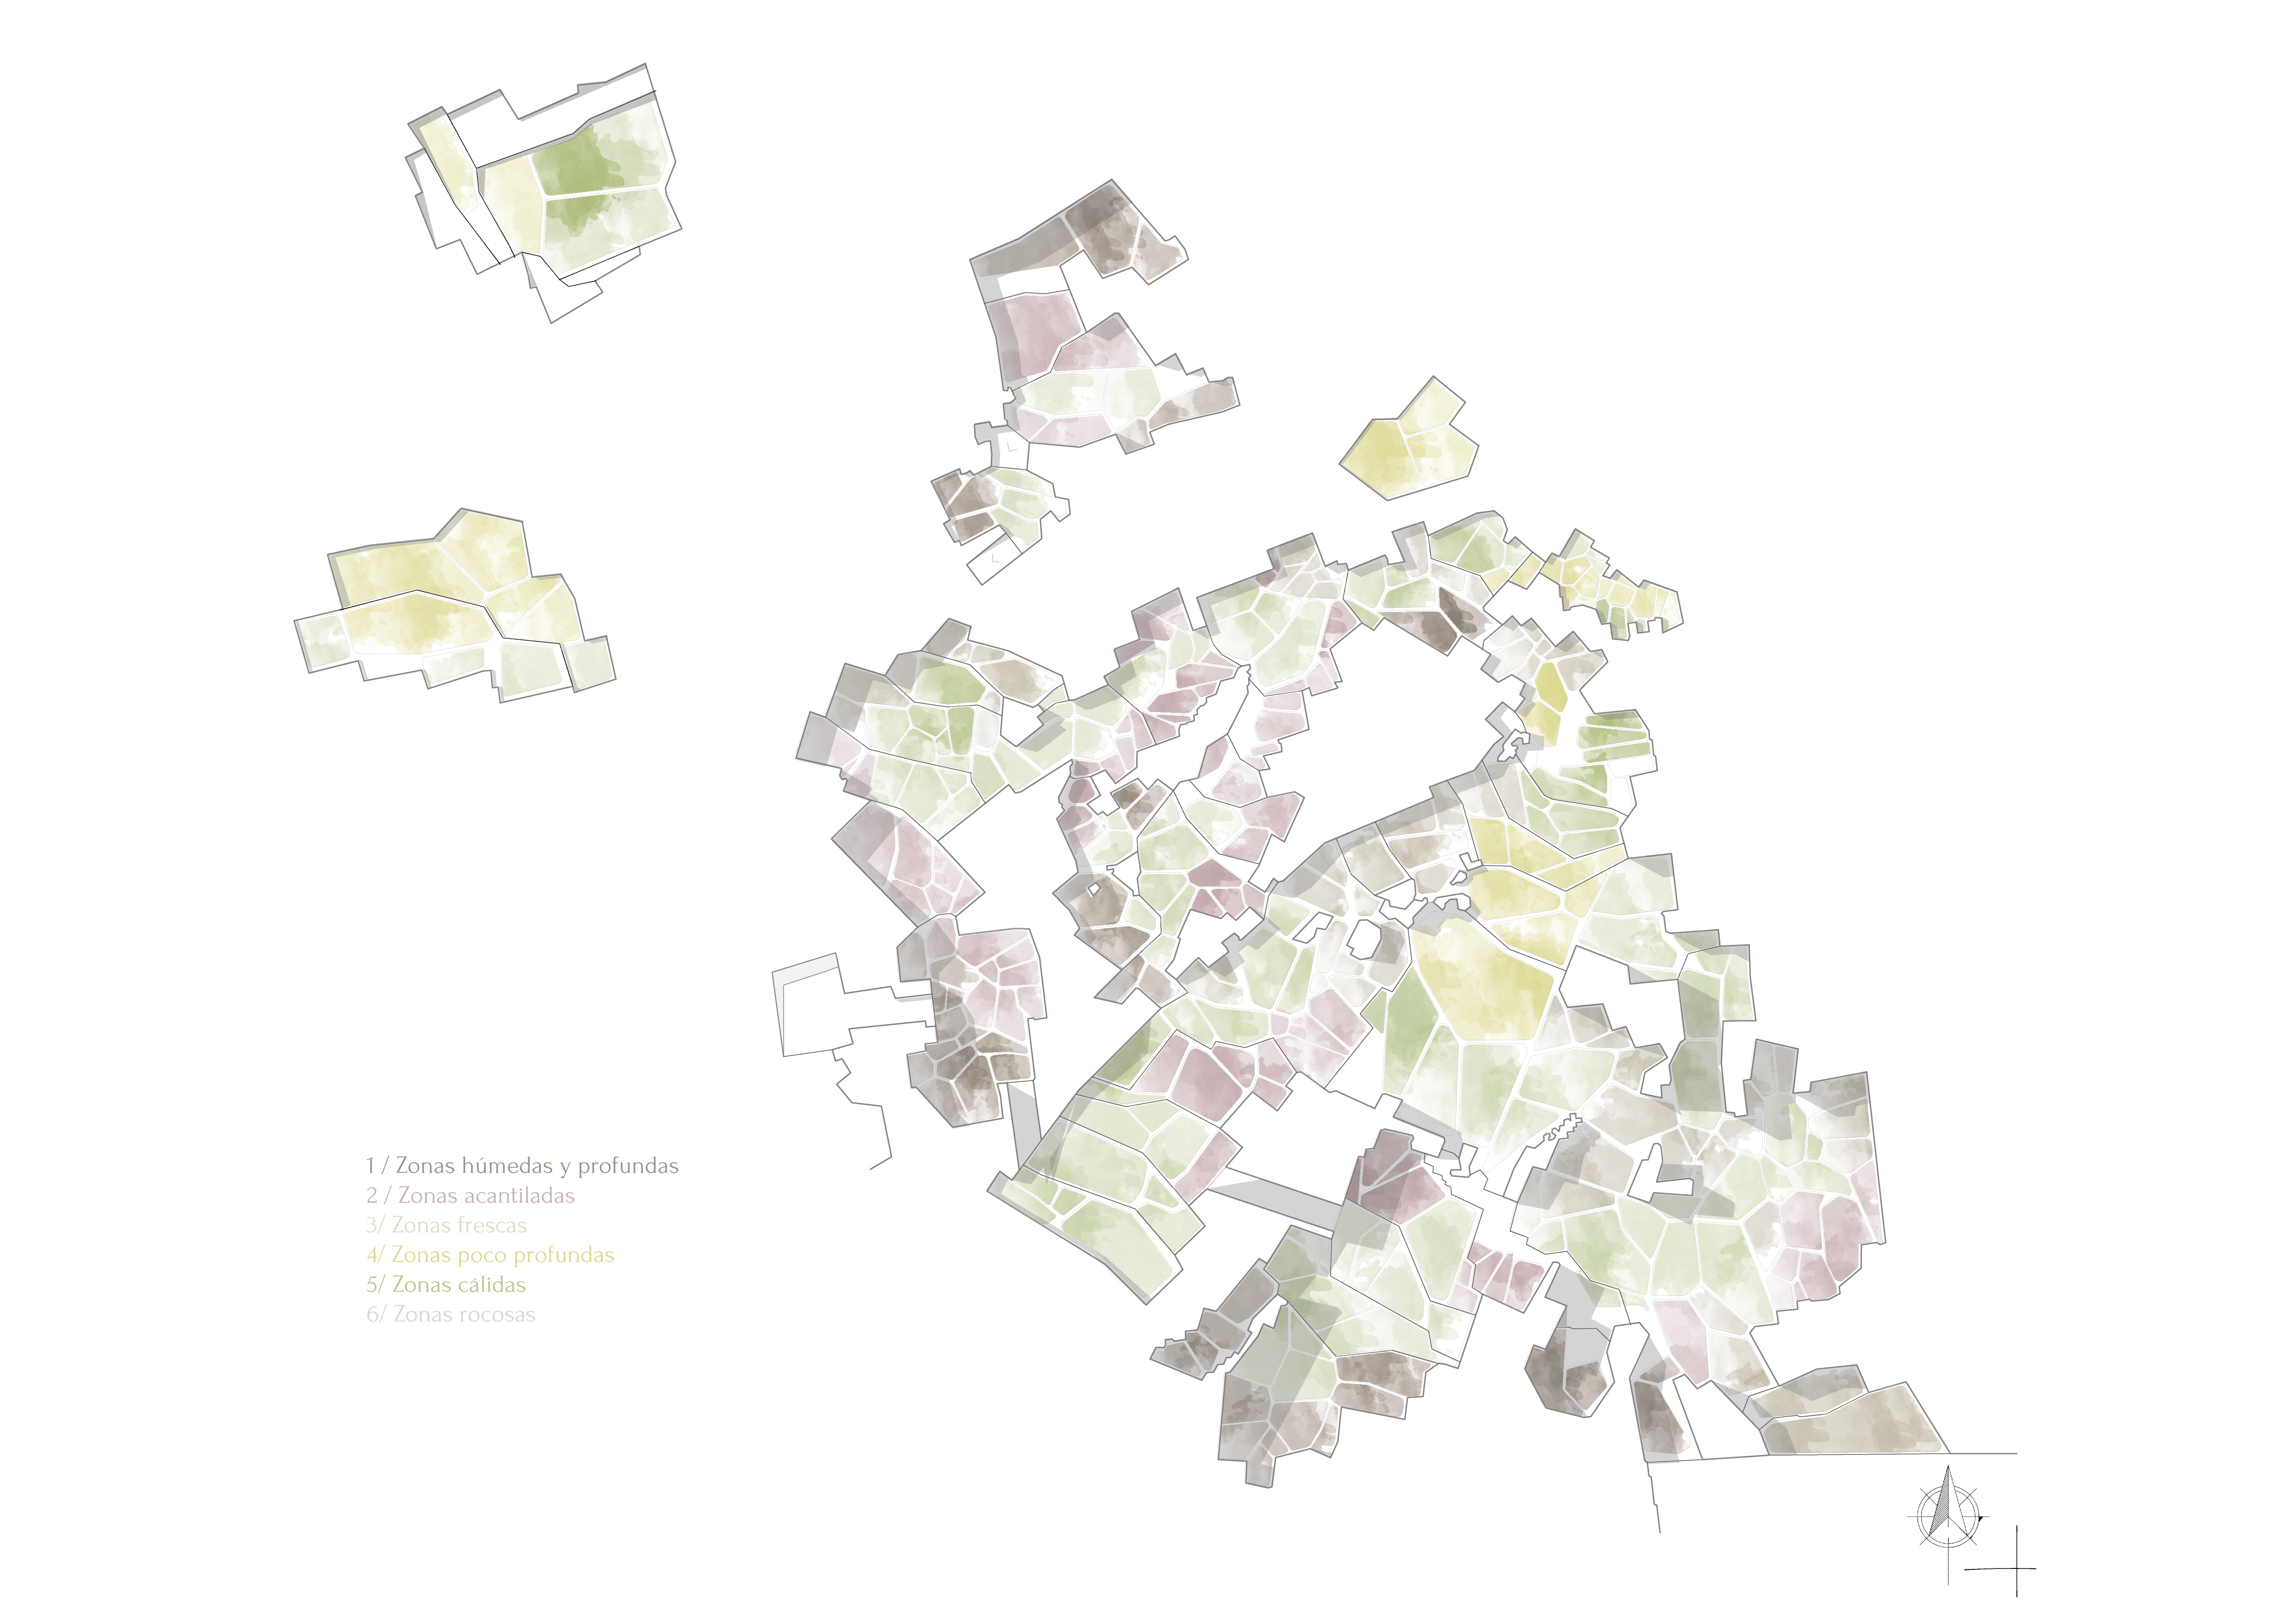 1 / Zonas húmedas y profundas
2 / Zonas acantiladas
3/ Zonas frescas
4/ Zonas poco profundas
5/ Zonas cálidas
6/ Zonas rocosas